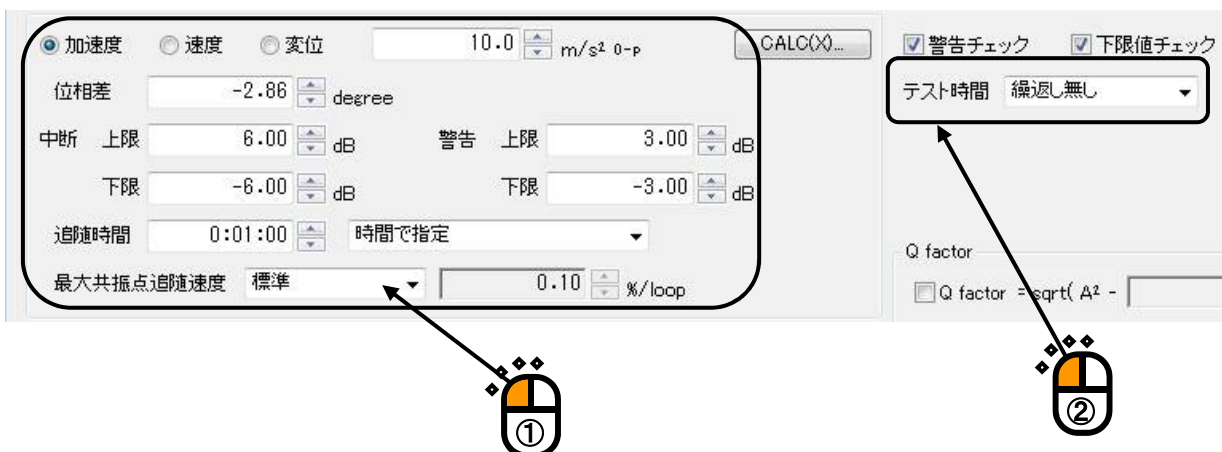 加速度 速度 変位 10.0 m/s² 0-p CALC(X)... 警告チェック 下限値チェック
位相差 -2.86 degree テスト時間 繰返し無し
中断 上限 6.00 dB 警告 上限 3.00 dB
下限 -6.00 dB 下限 -3.00 dB
追随時間 0:01:00 時間で指定
Q factor
最大共振点追随速度 標準 0.10 %/loop Q factor = sqrt( A² -
① ②